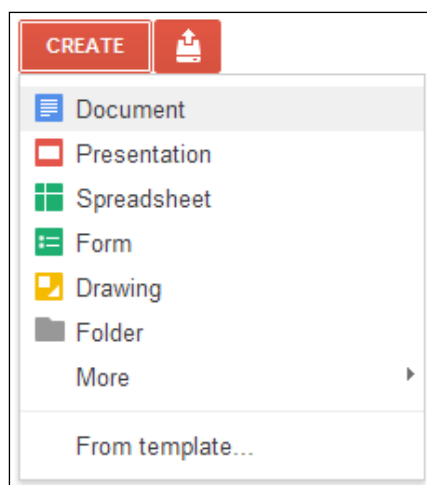 CREATE
Document
Presentation
Spreadsheet
Form
Drawing
Folder
More
From template...